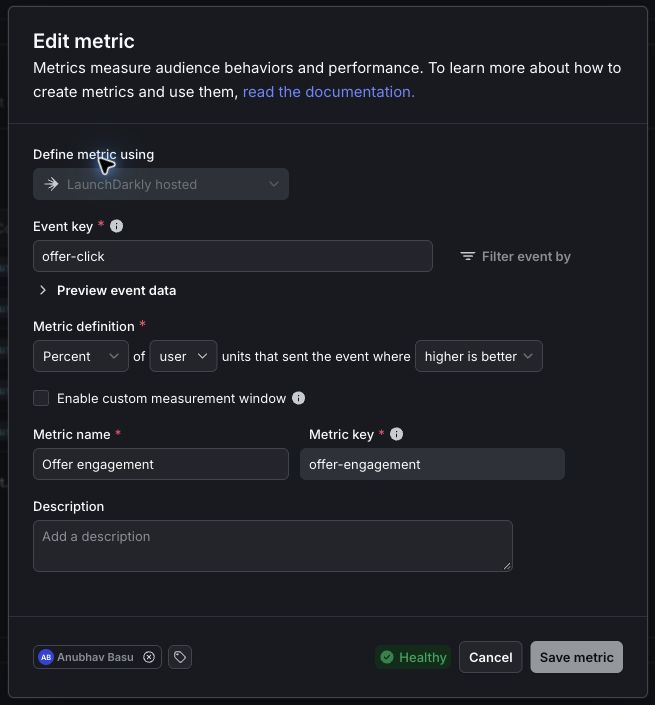 Edit metric
Metrics measure audience behaviors and performance. To learn more about how to
create metrics and use them, read the documentation.
Define metric using
LaunchDarkly hosted
Event key *
offer-click
Filter event by
Preview event data
Metric definition *
Percent of user units that sent the event where higher is better
Enable custom measurement window
Metric name * Metric key *
Offer engagement offer-engagement
Description
Add a description
AB Anubhav Basu Healthy Cancel Save metric